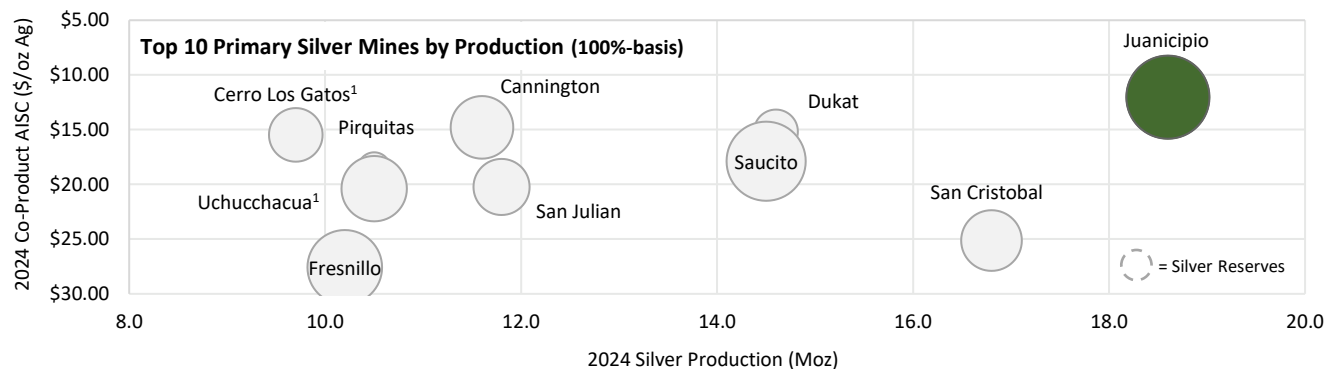 Top 10 Primary Silver Mines by Production (100%-basis)
2024 Co-Product AISC ($/oz Ag)
$5.00
$10.00
$15.00
$20.00
$25.00
$30.00
Juanicipio
Cannington
Cerro Los Gatos¹
Dukat
Pirquitas
Saucito
San Cristobal
Uchucchacua¹
San Julian
Fresnillo
= Silver Reserves
8.0
10.0
12.0
14.0
16.0
18.0
20.0
2024 Silver Production (Moz)